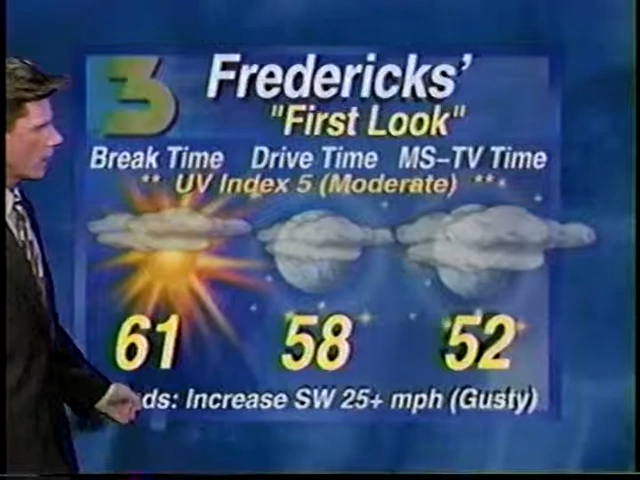 3
Fredericks'
"First Look"
Break Time Drive Time MS-TV Time
** UV Index 5 (Moderate) **
61 58 52
ds: Increase SW 25+ mph (Gusty)